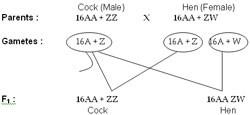 Cock (Male) Hen (Female)
Parents : 16AA + ZZ X 16AA + ZW
Gametes : 16A + Z 16A + Z 16A + W
F1 : 16AA + ZZ 16AA ZW
Cock Hen